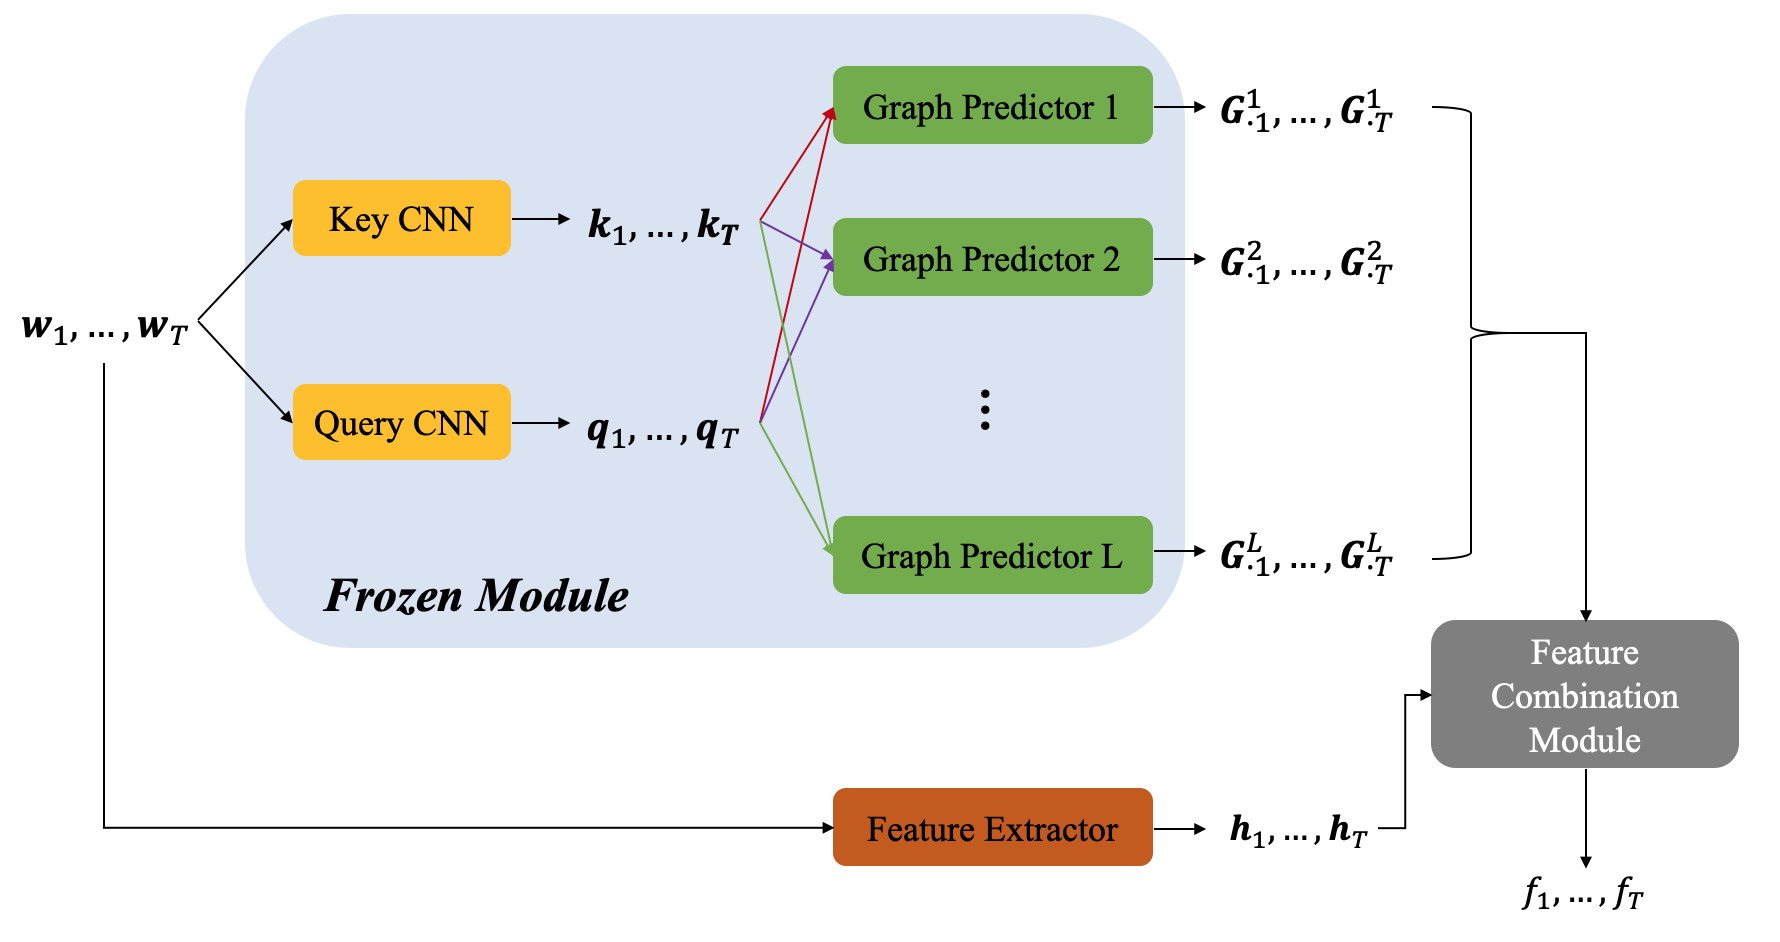 Graph Predictor 1
G¹.₁, ... , G¹.T
Key CNN
k₁, ... , kT
Graph Predictor 2
G².₁, ... , G².T
w₁, ... , wT
Query CNN
q₁, ... , qT
⋮
Graph Predictor L
Gᴸ.₁, ... , Gᴸ.T
Frozen Module
Feature
Combination
Module
Feature Extractor
h₁, ... , hT
f₁, ... , fT